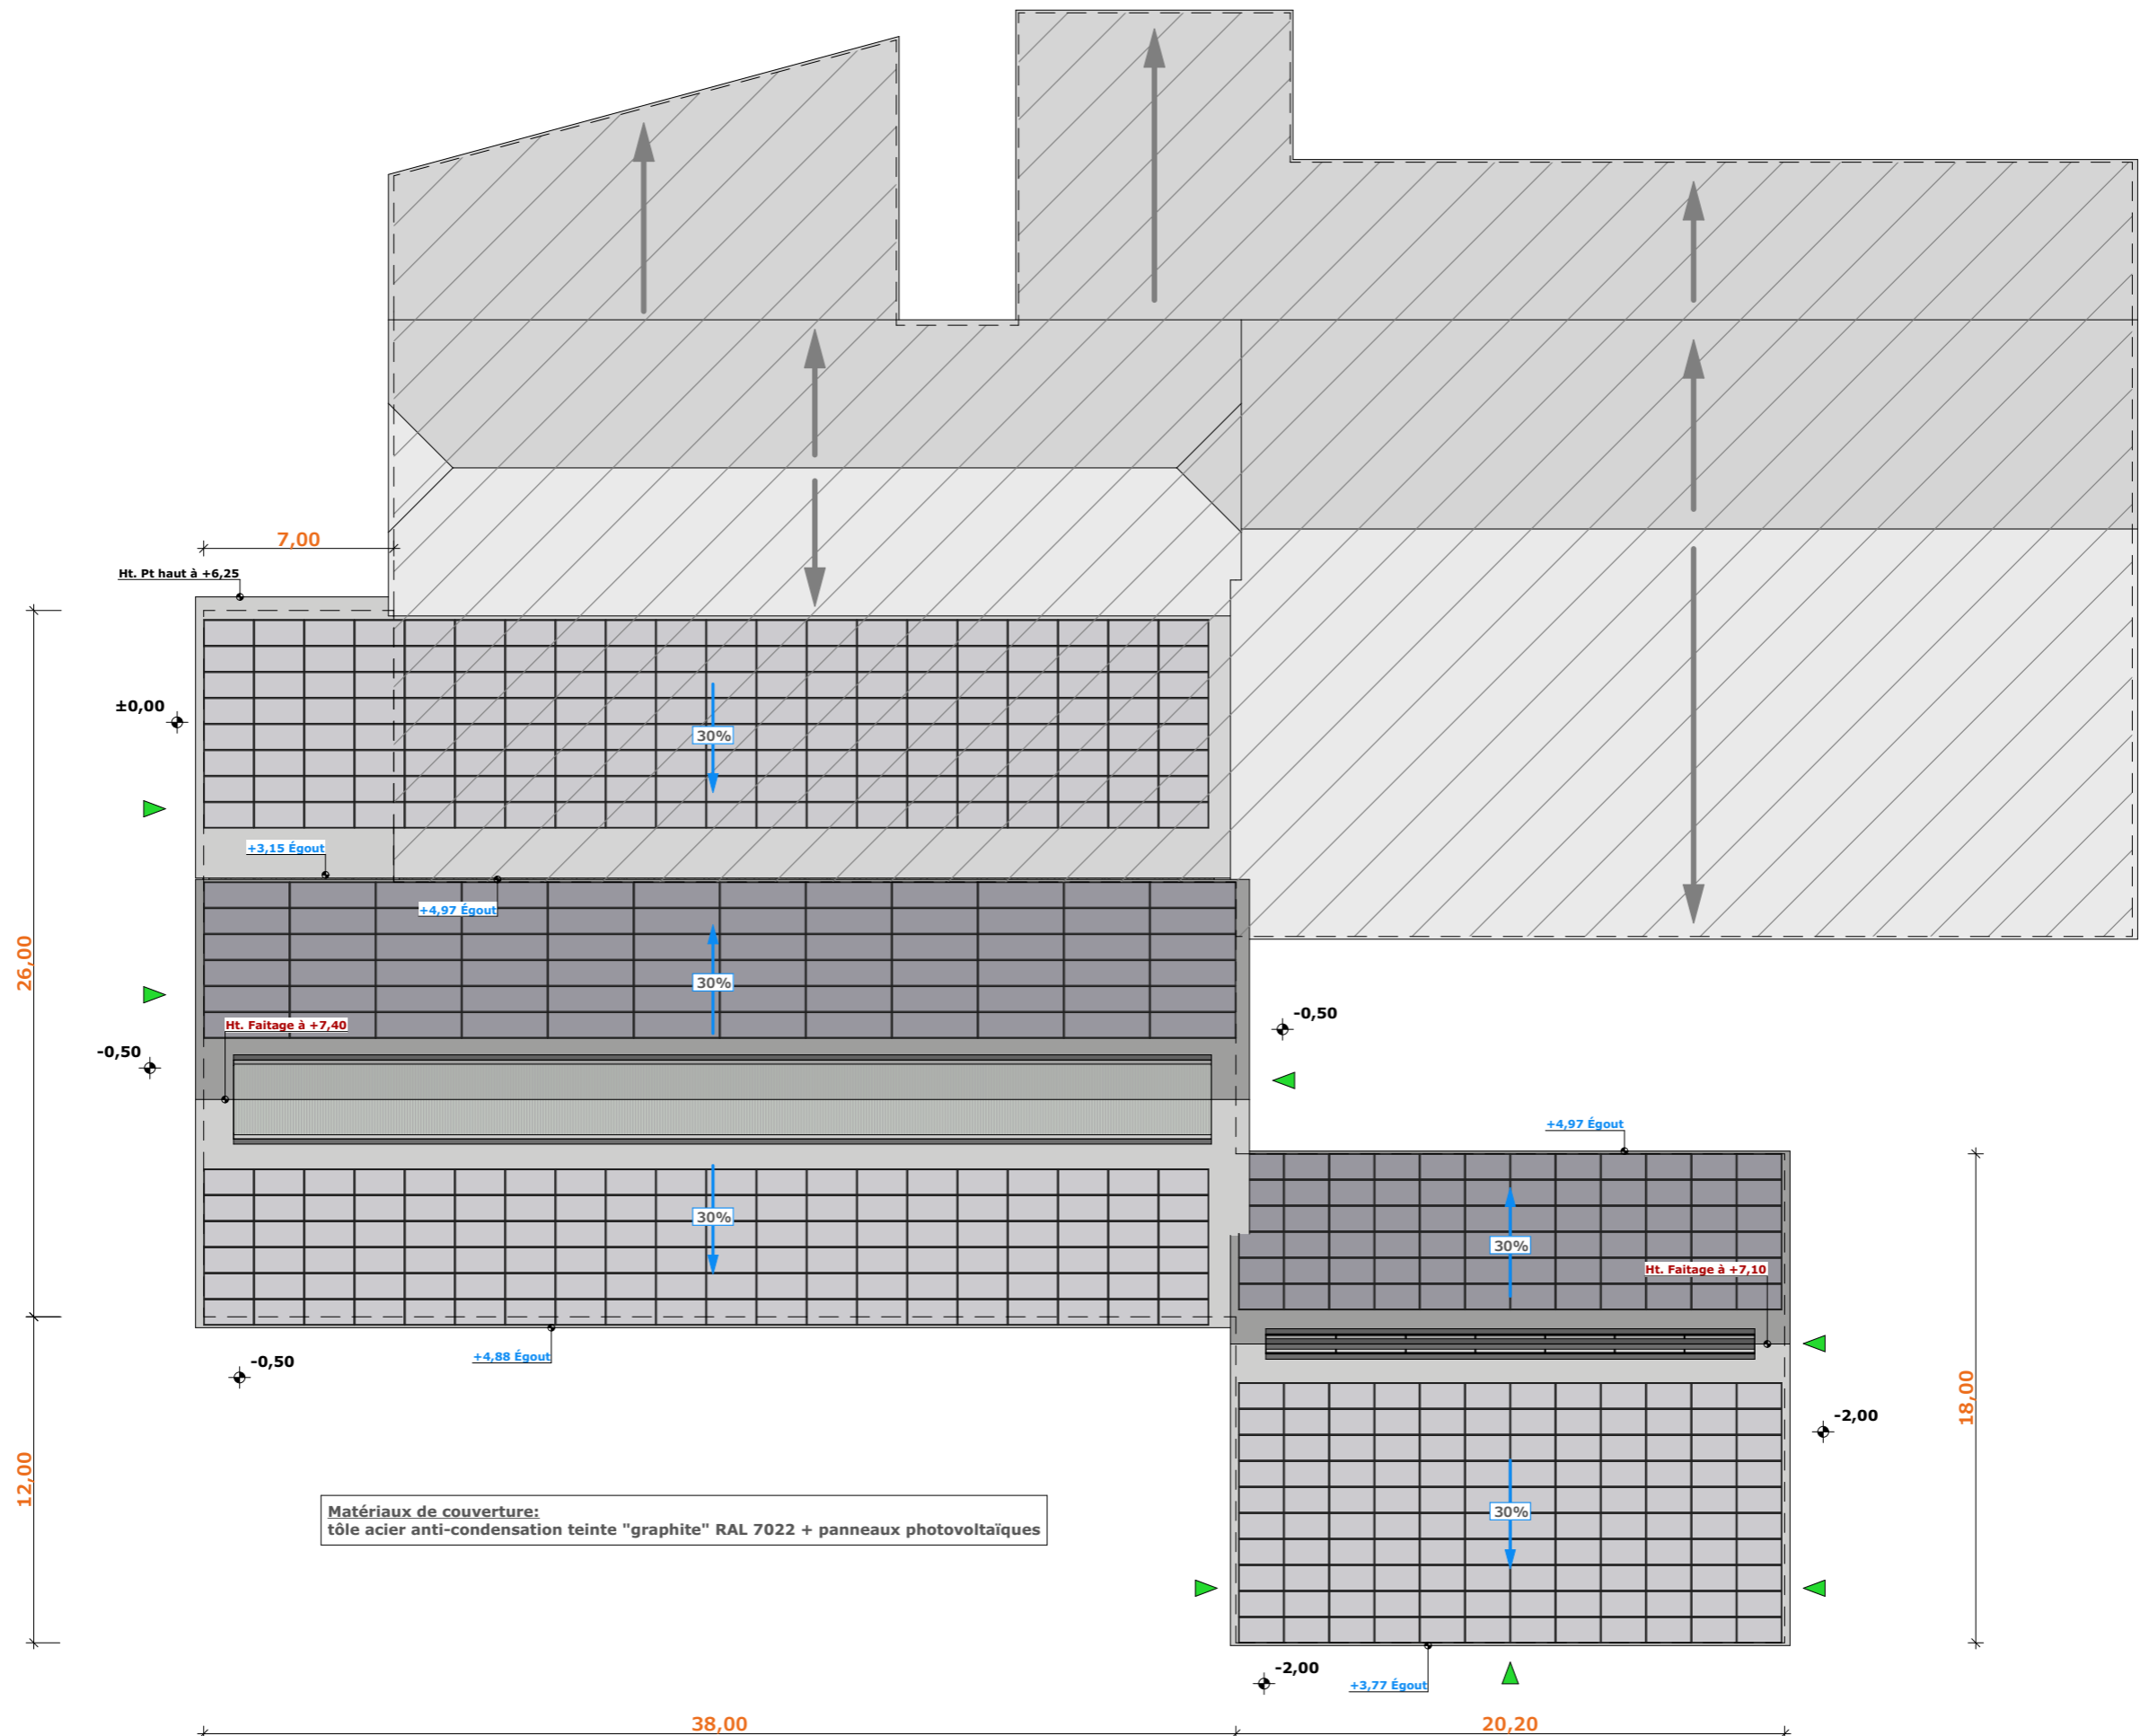 7,00
Ht. Pt haut à +6,25
±0,00
30%
+3,15 Égout
+4,97 Égout
26,00
30%
-0,50
Ht. Faitage à +7,40
-0,50
+4,97 Égout
30%
30%
Ht. Faitage à +7,10
-0,50
+4,88 Égout
18,00
-2,00
12,00
Matériaux de couverture:
tôle acier anti-condensation teinte "graphite" RAL 7022 + panneaux photovoltaïques
30%
-2,00
+3,77 Égout
38,00
20,20